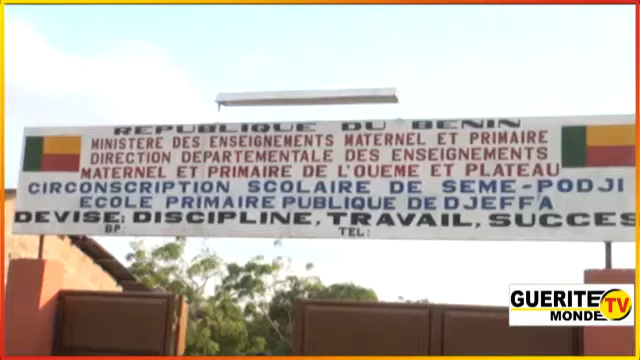 REPUBLIQUE DU BENIN
MINISTERE DES ENSEIGNEMENTS MATERNEL ET PRIMAIRE
DIRECTION DEPARTEMENTALE DES ENSEIGNEMENTS
MATERNEL ET PRIMAIRE DE L'OUEME ET PLATEAU
CIRCONSCRIPTION SCOLAIRE DE SEME-PODJI
ECOLE PRIMAIRE PUBLIQUE DE DJEFFA
DEVISE: DISCIPLINE, TRAVAIL, SUCCES
BP: TEL:
GUERITE TV
MONDE